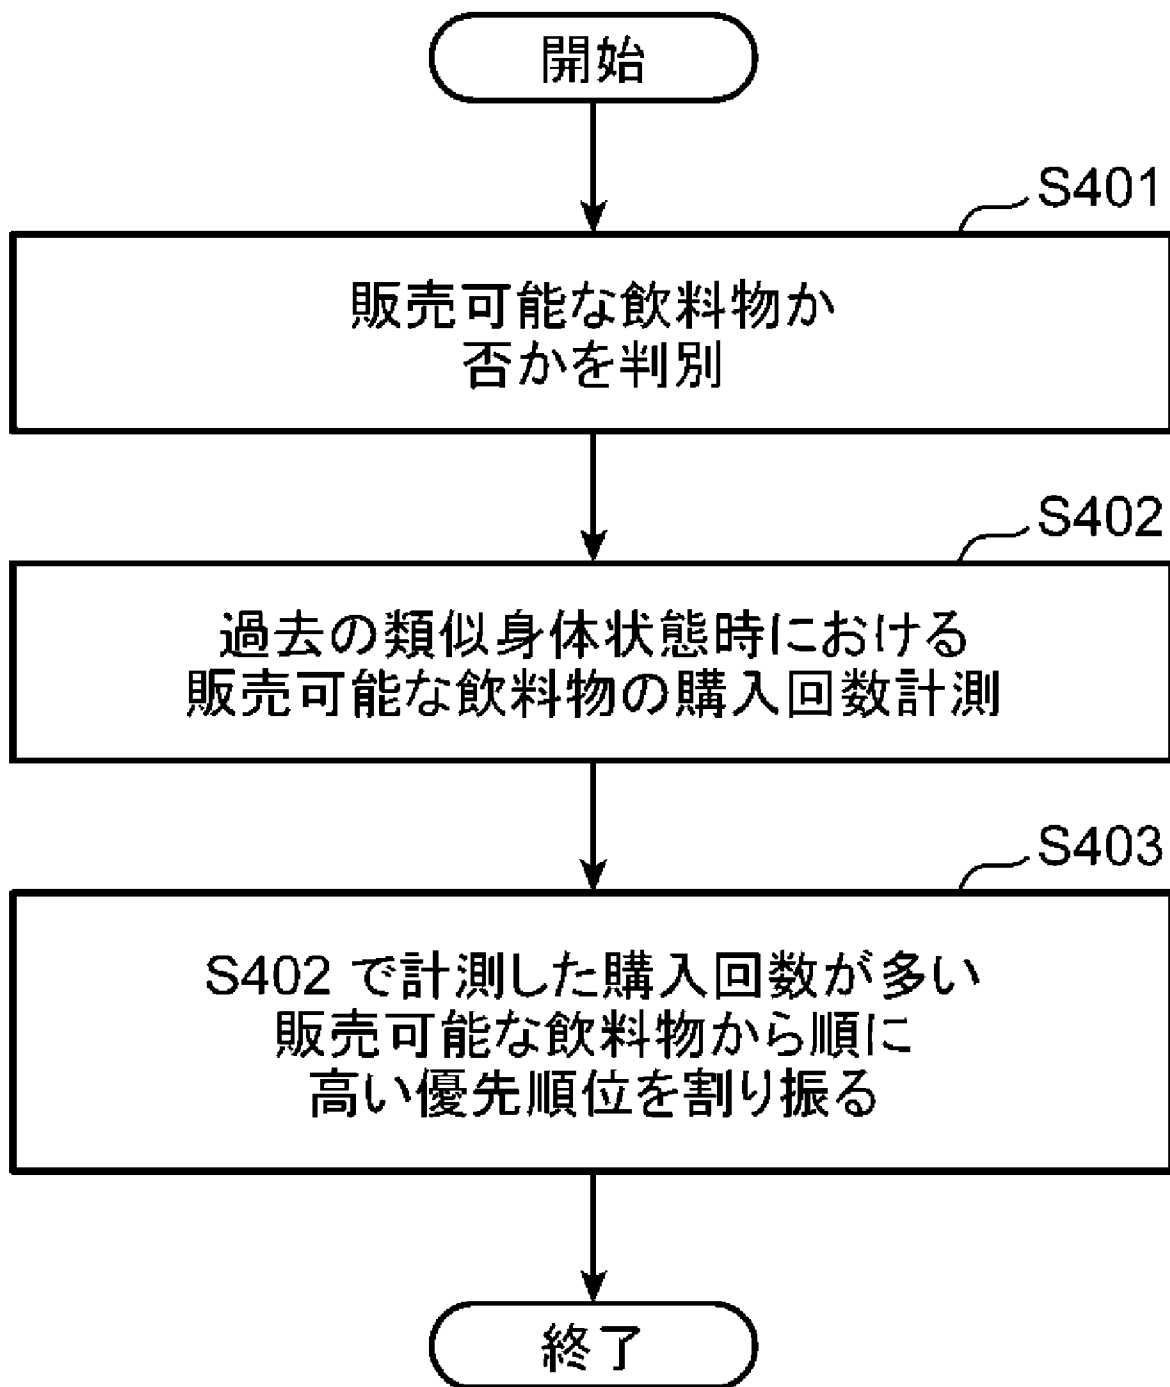 開始
S401
販売可能な飲料物か
否かを判別
S402
過去の類似身体状態時における
販売可能な飲料物の購入回数計測
S403
S402 で計測した購入回数が多い
販売可能な飲料物から順に
高い優先順位を割り振る
終了